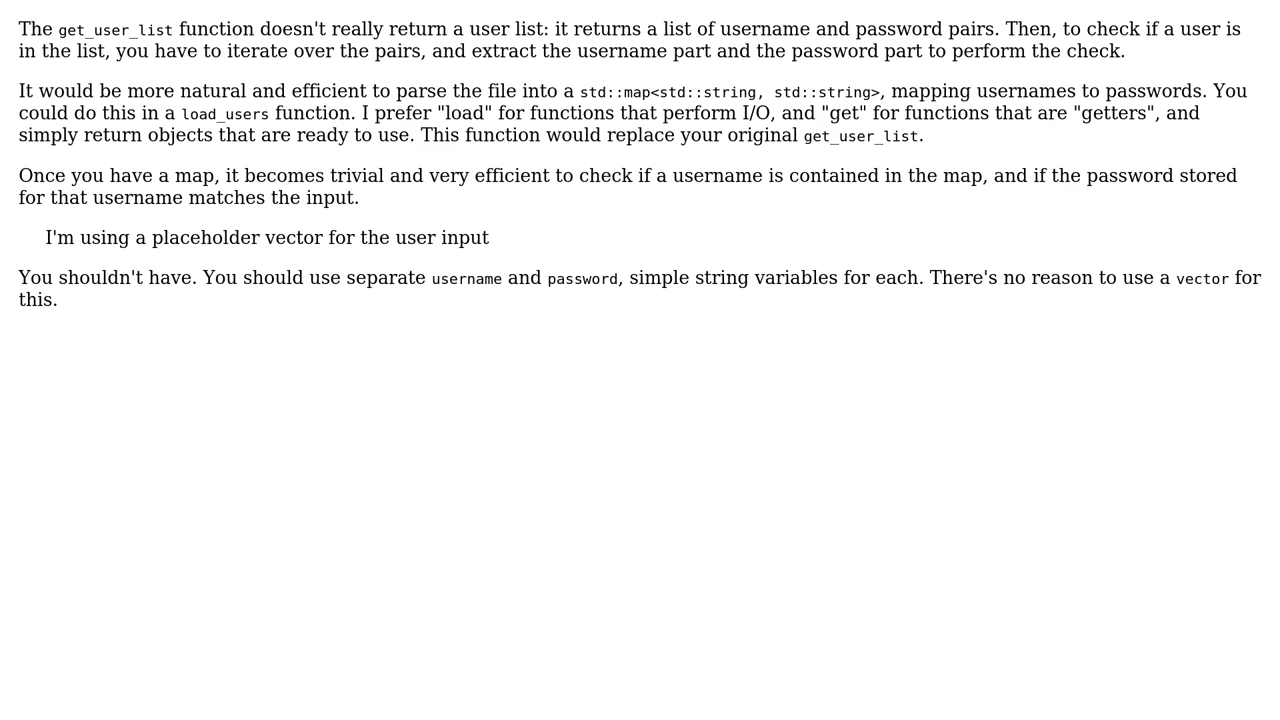 The get_user_list function doesn't really return a user list: it returns a list of username and password pairs. Then, to check if a user is
in the list, you have to iterate over the pairs, and extract the username part and the password part to perform the check.
It would be more natural and efficient to parse the file into a std::map<std::string, std::string>, mapping usernames to passwords. You
could do this in a load_users function. I prefer "load" for functions that perform I/O, and "get" for functions that are "getters", and
simply return objects that are ready to use. This function would replace your original get_user_list.
Once you have a map, it becomes trivial and very efficient to check if a username is contained in the map, and if the password stored
for that username matches the input.
I'm using a placeholder vector for the user input
You shouldn't have. You should use separate username and password, simple string variables for each. There's no reason to use a vector for
this.